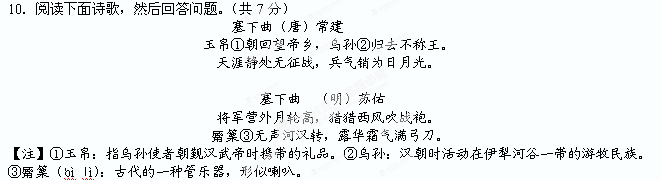 10. 阅读下面诗歌，然后回答问题。（共 7 分）
塞下曲（唐）常建
玉帛①朝回望帝乡，乌孙②归去不称王。
天涯静处无征战，兵气销为日月光。
塞下曲 （明）苏佑
将军营外月轮高，猎猎西风吹战袍。
觱篥③无声河汉转，露华霜气满弓刀。
【注】①玉帛：指乌孙使者朝觐汉武帝时携带的礼品。②乌孙：汉朝时活动在伊犁河谷一带的游牧民族。
③觱篥（bì lì）：古代的一种管乐器，形似喇叭。